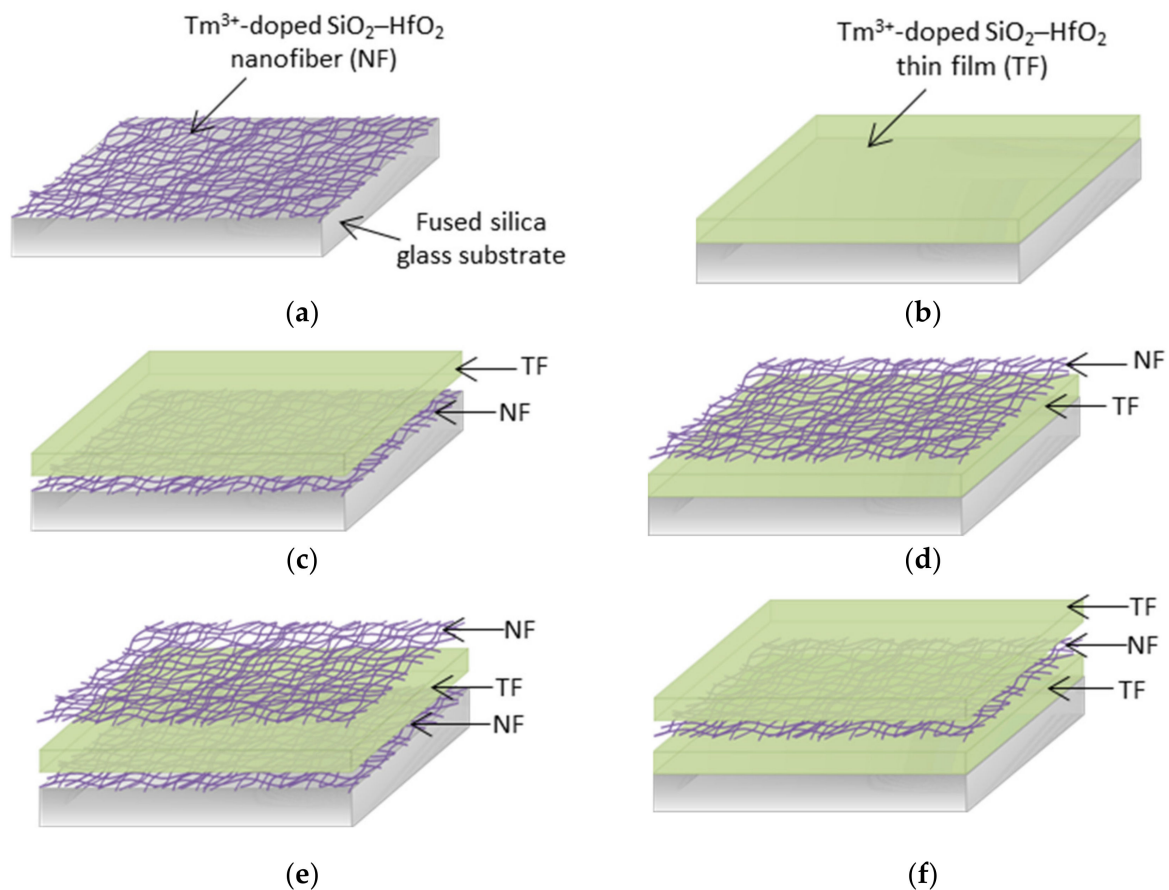 Tm³⁺-doped SiO₂–HfO₂
nanofiber (NF)
Fused silica
glass substrate
(a)
Tm³⁺-doped SiO₂–HfO₂
thin film (TF)
(b)
TF
NF
(c)
NF
TF
(d)
NF
TF
NF
(e)
TF
NF
TF
(f)